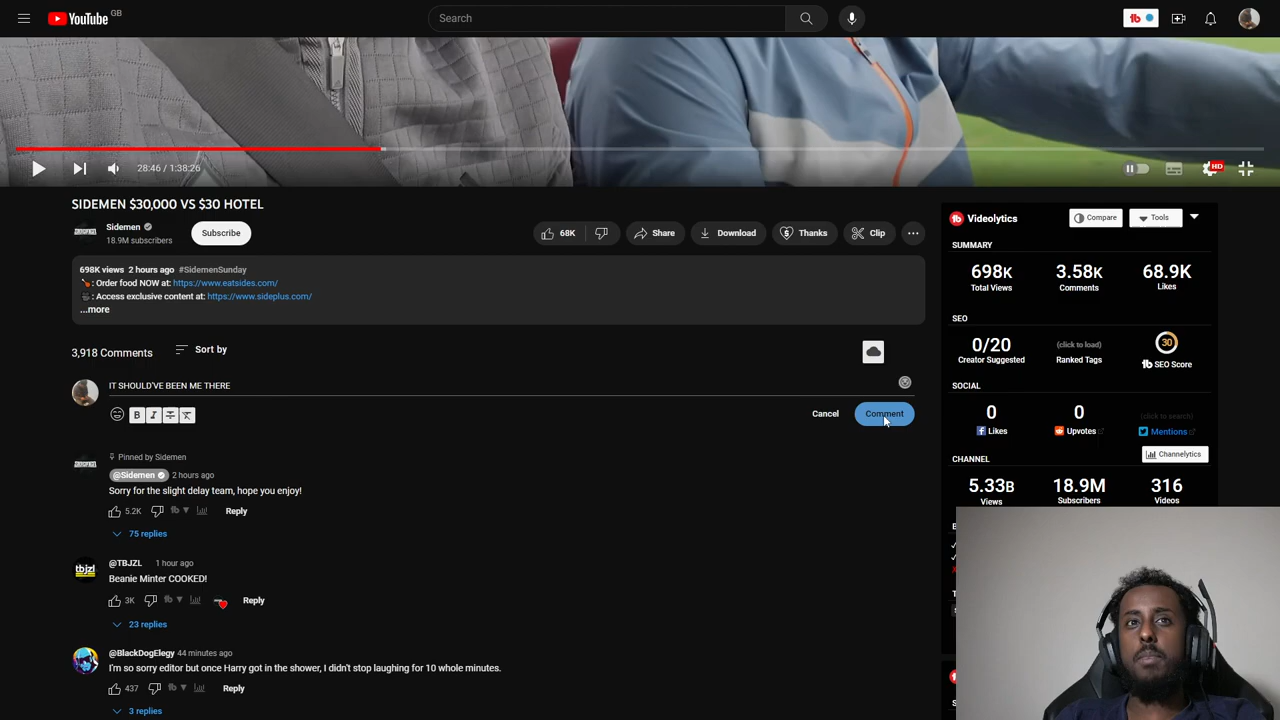 YouTube GB
Search
SIDEMEN $30,000 VS $30 HOTEL
28:46 / 1:38:26
HD
Sidemen
18.9M subscribers
Subscribe
68K
Share
Download
Thanks
Clip
698K views 2 hours ago #SidemenSunday
: Order food NOW at: https://www.eatsides.com/
: Access exclusive content at: https://www.sideplus.com/
...more
3,918 Comments
Sort by
IT SHOULD'VE BEEN ME THERE
B I
Cancel
Comment
Pinned by Sidemen
@Sidemen 2 hours ago
Sorry for the slight delay team, hope you enjoy!
5.2K
Reply
75 replies
tbjzl
@TBJZL 1 hour ago
Beanie Minter COOKED!
3K
Reply
23 replies
@BlackDogElegy 44 minutes ago
I'm so sorry editor but once Harry got in the shower, I didn't stop laughing for 10 whole minutes.
437
Reply
3 replies
Videolytics
Compare
Tools
SUMMARY
698K 3.58K 68.9K
Total Views Comments Likes
SEO
0/20 (click to load) 30
Creator Suggested Ranked Tags tb SEO Score
SOCIAL
0 0 (click to search)
Likes Upvotes Mentions
CHANNEL
Channelytics
5.33B 18.9M 316
Views Subscribers Videos